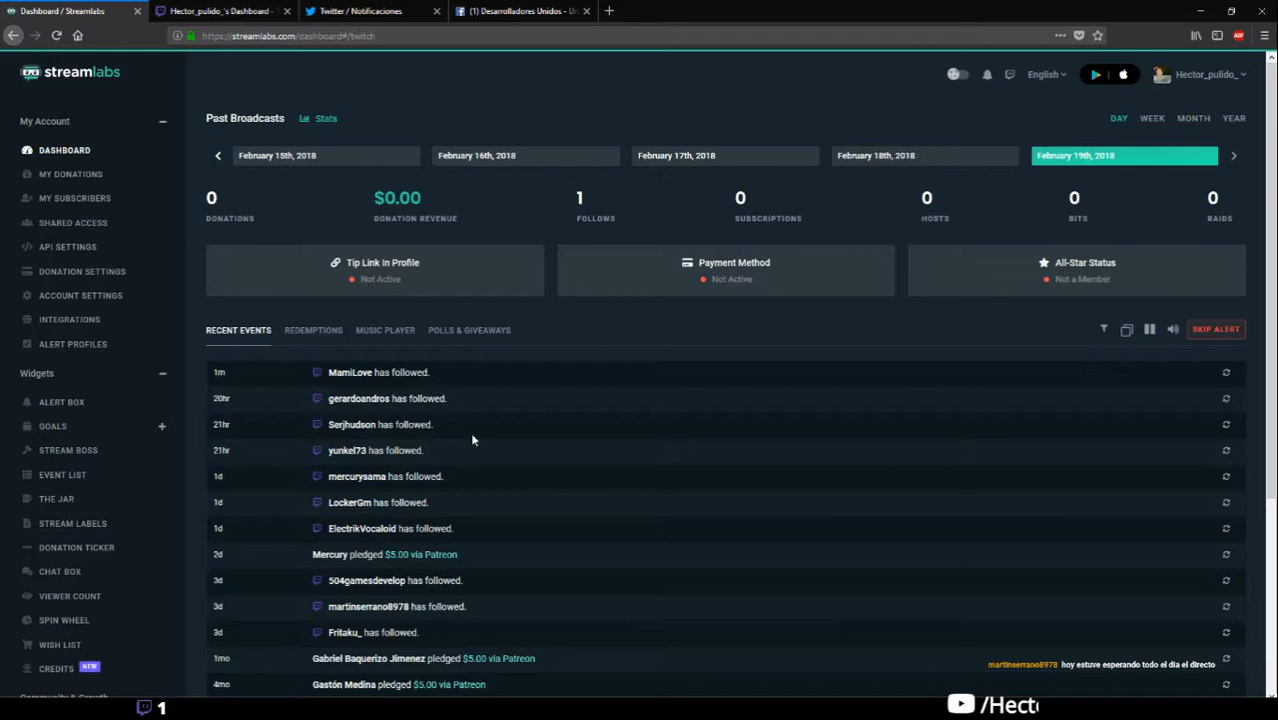 Dashboard / Streamlabs
Hector_pulido_'s Dashboard -
Twitter / Notificaciones
(1) Desarrolladores Unidos - U
https://streamlabs.com/dashboard#/twitch
ABP
streamlabs
English
Hector_pulido_
My Account
DASHBOARD
MY DONATIONS
MY SUBSCRIBERS
SHARED ACCESS
API SETTINGS
DONATION SETTINGS
ACCOUNT SETTINGS
INTEGRATIONS
ALERT PROFILES
Widgets
ALERT BOX
GOALS
STREAM BOSS
EVENT LIST
THE JAR
STREAM LABELS
DONATION TICKER
CHAT BOX
VIEWER COUNT
SPIN WHEEL
WISH LIST
CREDITS NEW
Community & Growth
Past Broadcasts Stats
DAY WEEK MONTH YEAR
February 15th, 2018 February 16th, 2018 February 17th, 2018 February 18th, 2018 February 19th, 2018
0 $0.00 1 0 0 0 0
DONATIONS DONATION REVENUE FOLLOWS SUBSCRIPTIONS HOSTS BITS RAIDS
Tip Link In Profile Payment Method All-Star Status
Not Active Not Active Not a Member
RECENT EVENTS REDEMPTIONS MUSIC PLAYER POLLS & GIVEAWAYS SKIP ALERT
1m MamiLove has followed.
20hr gerardoandros has followed.
21hr Serjhudson has followed.
21hr yunkel73 has followed.
1d mercurysama has followed.
1d LockerGm has followed.
1d ElectrikVocaloid has followed.
2d Mercury pledged $5.00 via Patreon
3d 504gamesdevelop has followed.
3d martinserrano8978 has followed.
3d Fritaku_ has followed.
1mo Gabriel Baquerizo Jimenez pledged $5.00 via Patreon
martinserrano8978 hoy estuve esperando todo el dia el directo
4mo Gastón Medina pledged $5.00 via Patreon
1
/Hect